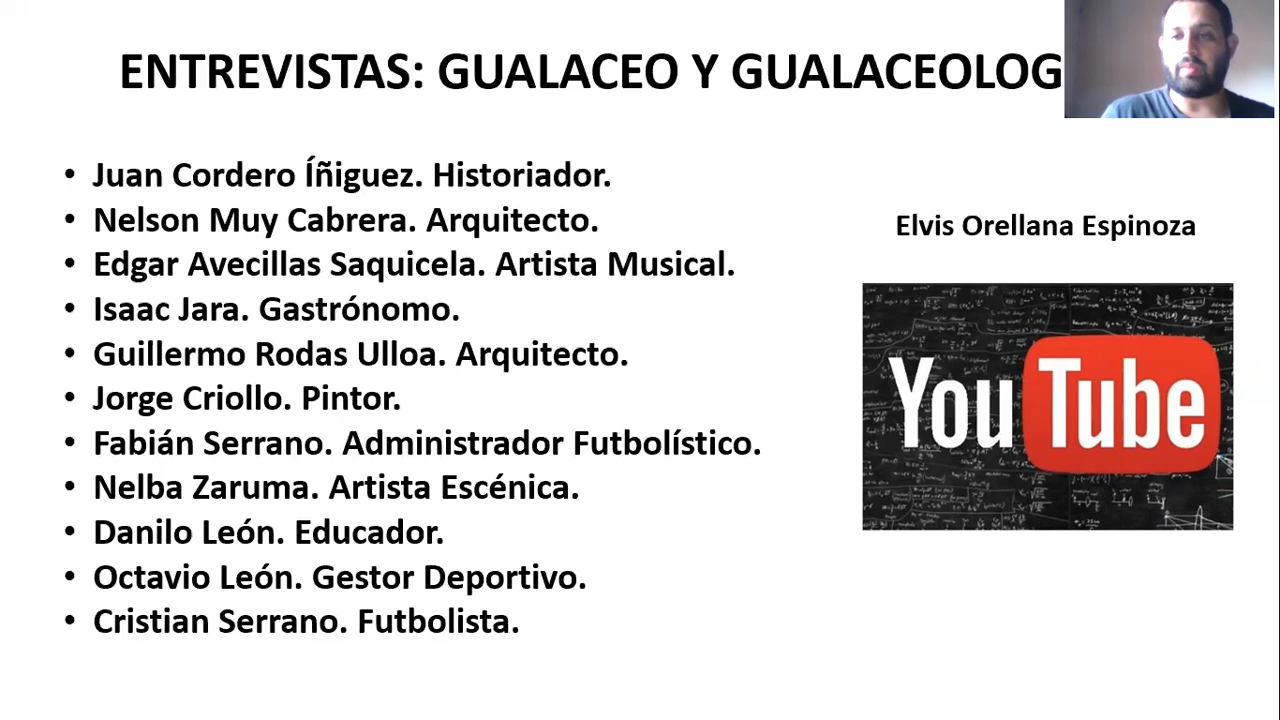 ENTREVISTAS: GUALACEO Y GUALACEOLOG
• Juan Cordero Íñiguez. Historiador.
• Nelson Muy Cabrera. Arquitecto.
• Edgar Avecillas Saquicela. Artista Musical.
• Isaac Jara. Gastrónomo.
• Guillermo Rodas Ulloa. Arquitecto.
• Jorge Criollo. Pintor.
• Fabián Serrano. Administrador Futbolístico.
• Nelba Zaruma. Artista Escénica.
• Danilo León. Educador.
• Octavio León. Gestor Deportivo.
• Cristian Serrano. Futbolista.
Elvis Orellana Espinoza
YouTube